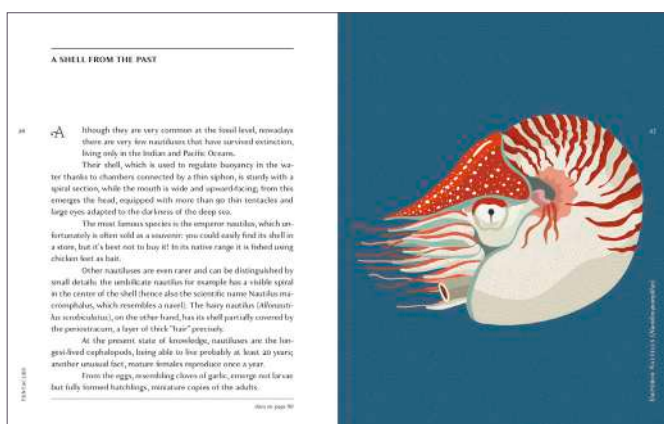 A SHELL FROM THE PAST
Although they are very common at the fossil level, nowadays
there are very few nautiluses that have survived extinction,
living only in the Indian and Pacific Oceans.
Their shell, which is used to regulate buoyancy in the wa-
ter thanks to chambers connected by a thin siphon, is sturdy with a
spiral section, while the mouth is wide and upward-facing; from this
emerges the head, equipped with more than 90 thin tentacles and
large eyes adapted to the darkness of the deep sea.
The most famous species is the emperor nautilus, which un-
fortunately is often sold as a souvenir: you could easily find its shell in
a store, but it's best not to buy it! In its native range it is fished using
chicken feet as bait.
Other nautiluses are even rarer and can be distinguished by
small details: the umbilicate nautilus for example has a visible spiral
in the center of the shell (hence also the scientific name Nautilus ma-
cromphalus, which resembles a navel). The hairy nautilus (Allonauti-
lus scrobiculatus), on the other hand, has its shell partially covered by
the periostracum, a layer of thick "hair" precisely.
At the present state of knowledge, nautiluses are the lon-
gest-lived cephalopods, being able to live probably at least 20 years;
another unusual fact, mature females reproduce once a year.
From the eggs, resembling cloves of garlic, emerge not larvae
but fully formed hatchlings, miniature copies of the adults.